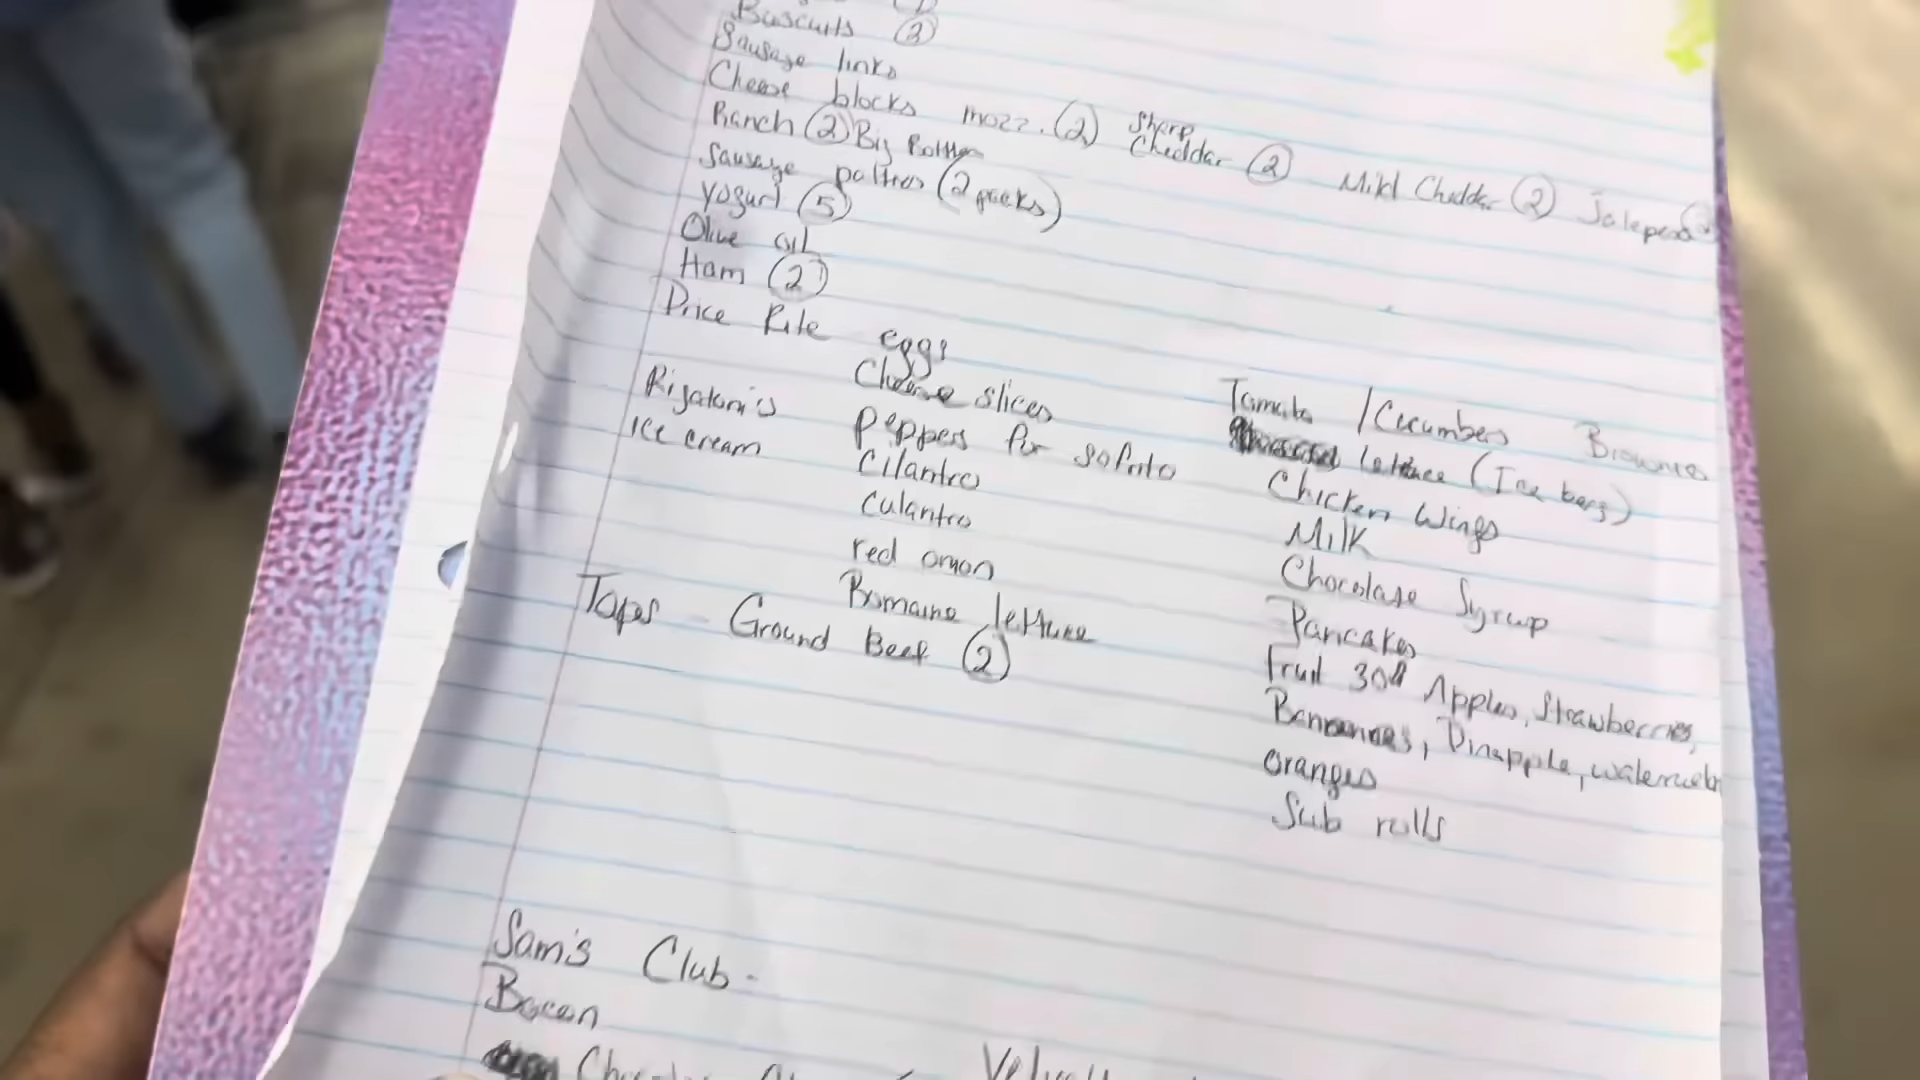 Buscuits (2)
Sausage links
Cheese blocks mozz. (2) Sharp Cheddar (2) Mild Cheddar (2) Jalepeno
Ranch (2) Big Bottles
Sausage patties (2 packs)
Yogurt (5)
Olive oil
Ham (2)
Price Rite eggs
Cheese slices
Rigatoni's
Ice cream
Peppers for sofrito
Cilantro
Culantro
red onion
Romaine lettuce
Tomato / Cucumbers Brownies
lettuce (Ice berg)
Chicken Wings
Milk
Chocolate Syrup
Pancakes
Fruit Apples, Strawberries,
Bananas, Pinapple, watermelon
oranges
Sub rolls
Tops - Ground Beef (2)
Sam's Club -
Bacon